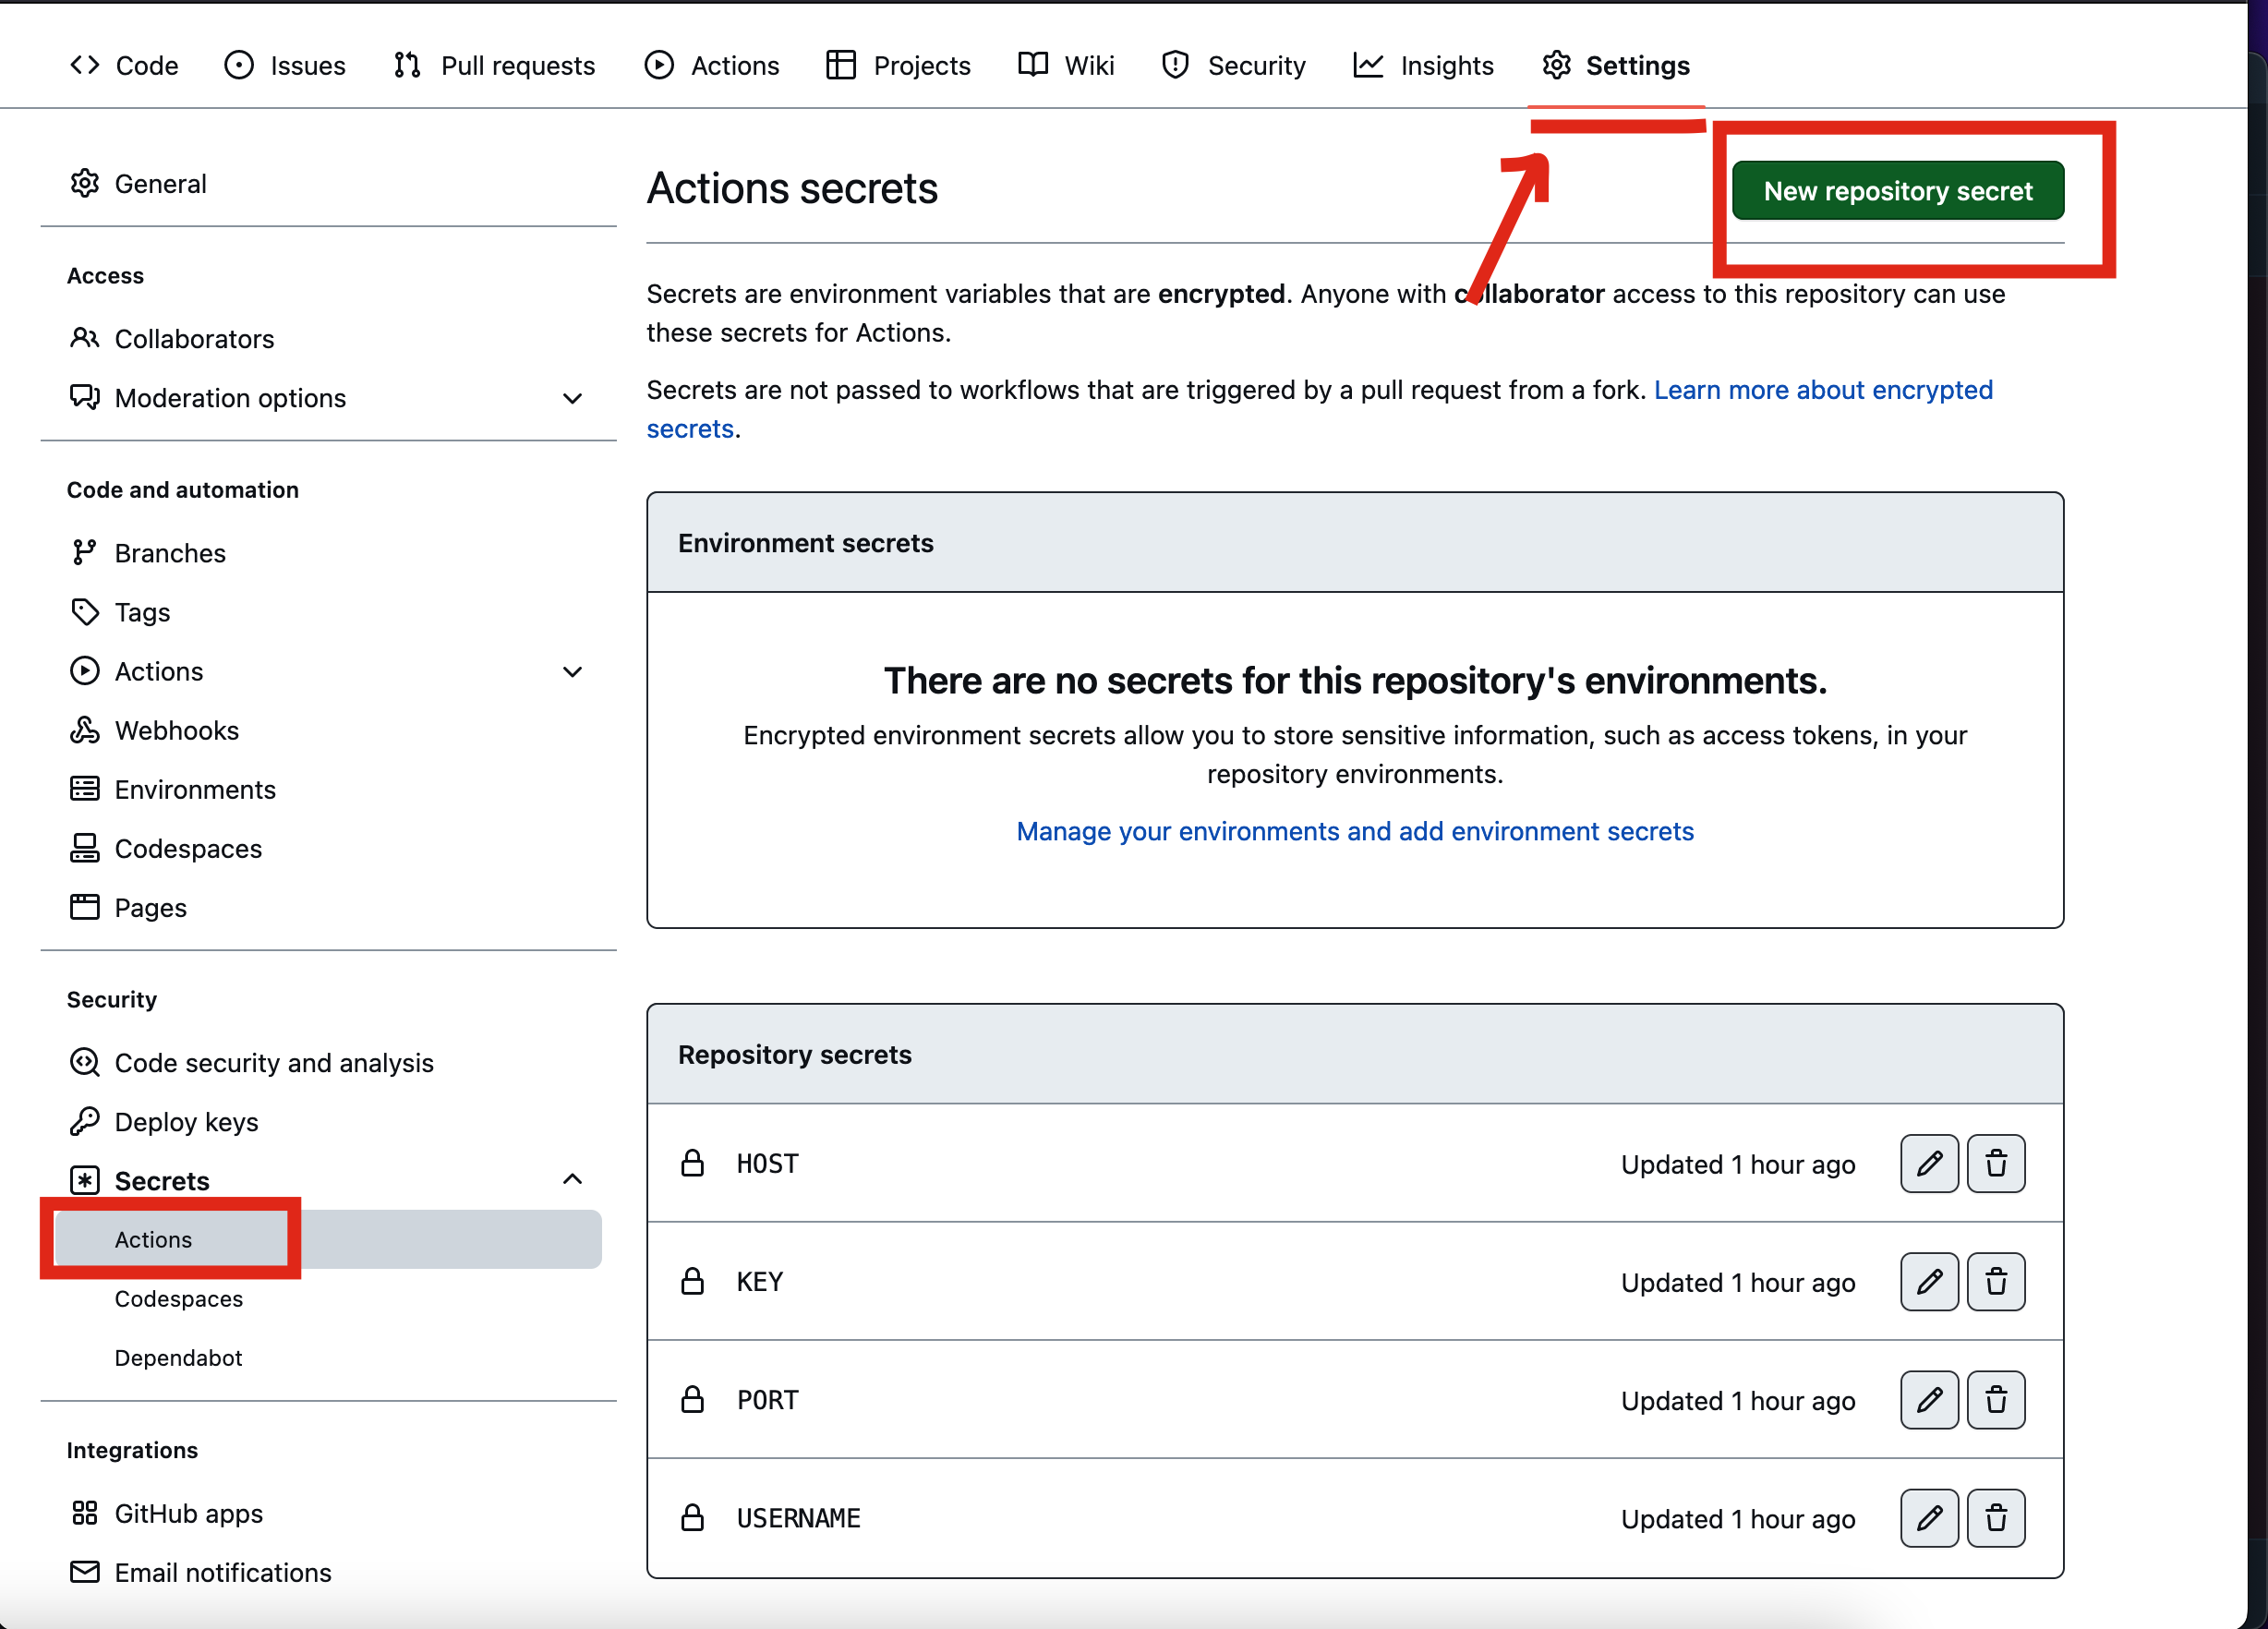 Code Issues Pull requests Actions Projects Wiki Security Insights Settings
General
Access
Collaborators
Moderation options
Code and automation
Branches
Tags
Actions
Webhooks
Environments
Codespaces
Pages
Security
Code security and analysis
Deploy keys
Secrets
Actions
Codespaces
Dependabot
Integrations
GitHub apps
Email notifications
Actions secrets
New repository secret
Secrets are environment variables that are encrypted. Anyone with collaborator access to this repository can use
these secrets for Actions.
Secrets are not passed to workflows that are triggered by a pull request from a fork. Learn more about encrypted
secrets.
Environment secrets
There are no secrets for this repository's environments.
Encrypted environment secrets allow you to store sensitive information, such as access tokens, in your
repository environments.
Manage your environments and add environment secrets
Repository secrets
HOST Updated 1 hour ago
KEY Updated 1 hour ago
PORT Updated 1 hour ago
USERNAME Updated 1 hour ago